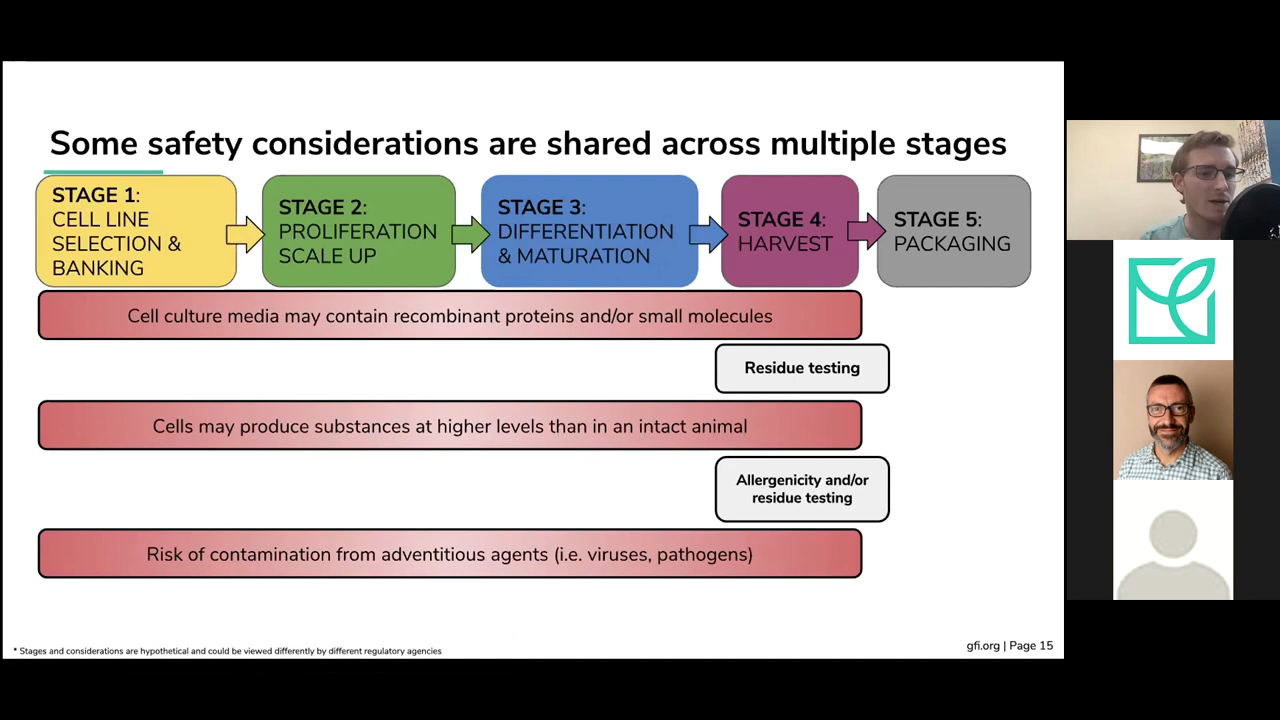 Some safety considerations are shared across multiple stages
STAGE 1:
CELL LINE
SELECTION &
BANKING
STAGE 2:
PROLIFERATION
SCALE UP
STAGE 3:
DIFFERENTIATION
& MATURATION
STAGE 4:
HARVEST
STAGE 5:
PACKAGING
Cell culture media may contain recombinant proteins and/or small molecules
Residue testing
Cells may produce substances at higher levels than in an intact animal
Allergenicity and/or
residue testing
Risk of contamination from adventitious agents (i.e. viruses, pathogens)
* Stages and considerations are hypothetical and could be viewed differently by different regulatory agencies
gfi.org | Page 15